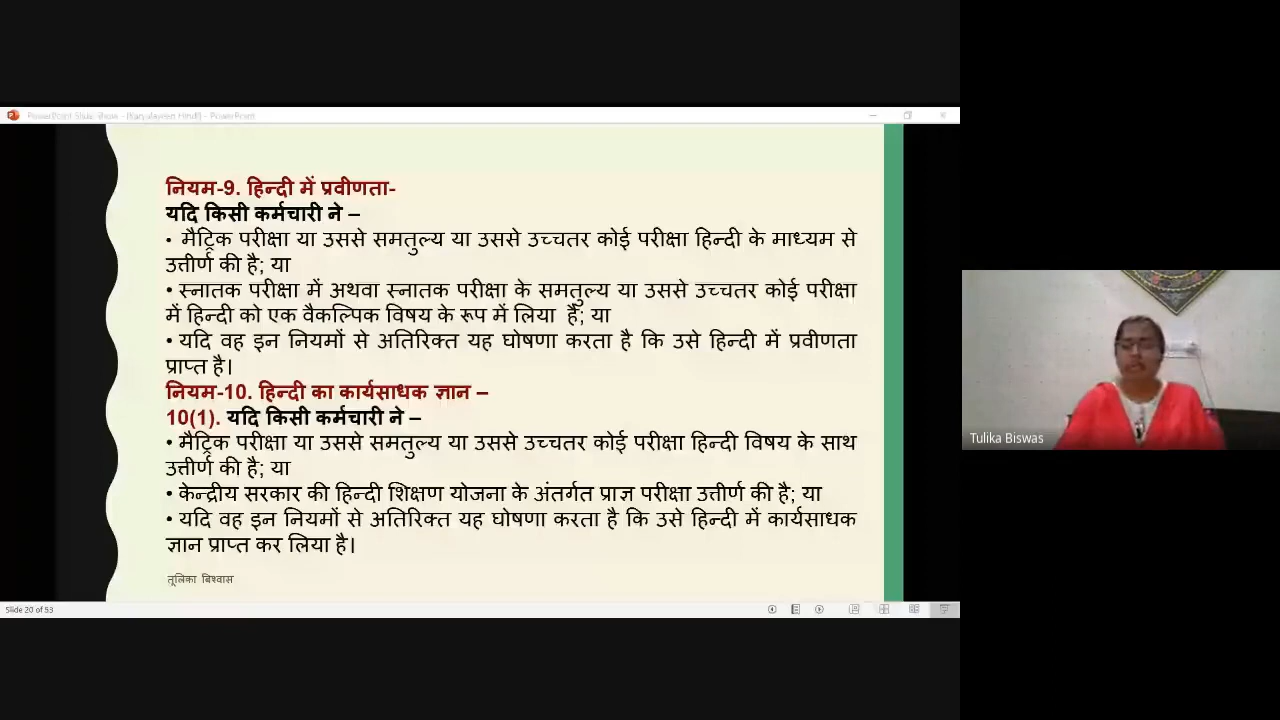 नियम-9. हिन्दी में प्रवीणता-
यदि किसी कर्मचारी ने –
• मैट्रिक परीक्षा या उससे समतुल्य या उससे उच्चतर कोई परीक्षा हिन्दी के माध्यम से
उत्तीर्ण की है; या
• स्नातक परीक्षा में अथवा स्नातक परीक्षा के समतुल्य या उससे उच्चतर कोई परीक्षा
में हिन्दी को एक वैकल्पिक विषय के रूप में लिया है; या
• यदि वह इन नियमों से अतिरिक्त यह घोषणा करता है कि उसे हिन्दी में प्रवीणता
प्राप्त है।
नियम-10. हिन्दी का कार्यसाधक ज्ञान –
10(1). यदि किसी कर्मचारी ने –
• मैट्रिक परीक्षा या उससे समतुल्य या उससे उच्चतर कोई परीक्षा हिन्दी विषय के साथ
उत्तीर्ण की है; या
• केन्द्रीय सरकार की हिन्दी शिक्षण योजना के अंतर्गत प्राज्ञ परीक्षा उत्तीर्ण की है; या
• यदि वह इन नियमों से अतिरिक्त यह घोषणा करता है कि उसे हिन्दी में कार्यसाधक
ज्ञान प्राप्त कर लिया है।
तूलिका बिश्वास
Slide 20 of 53
Tulika Biswas